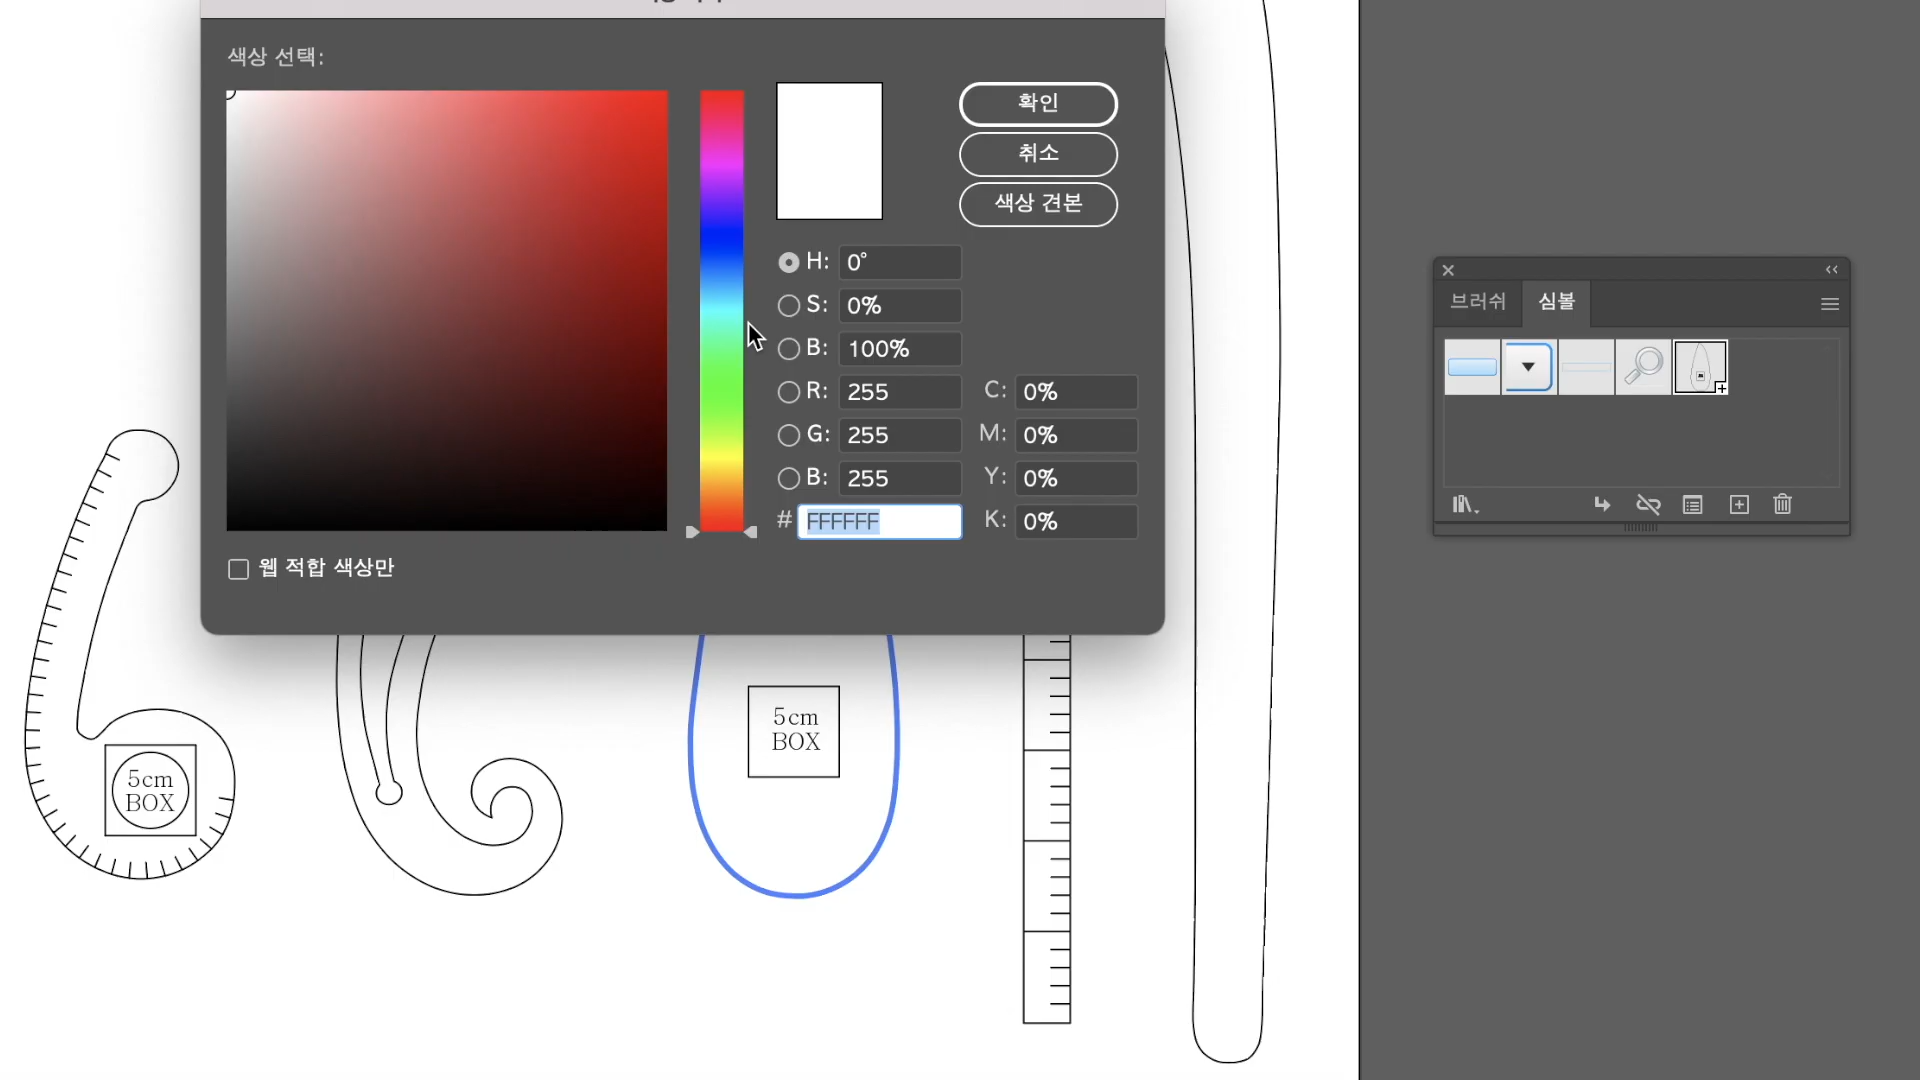 색상 선택:
확인
취소
색상 견본
H: 0°
S: 0%
B: 100%
R: 255
C: 0%
G: 255
M: 0%
B: 255
Y: 0%
# FFFFFF
K: 0%
웹 적합 색상만
브러쉬
심볼
5cm
BOX
5cm
BOX